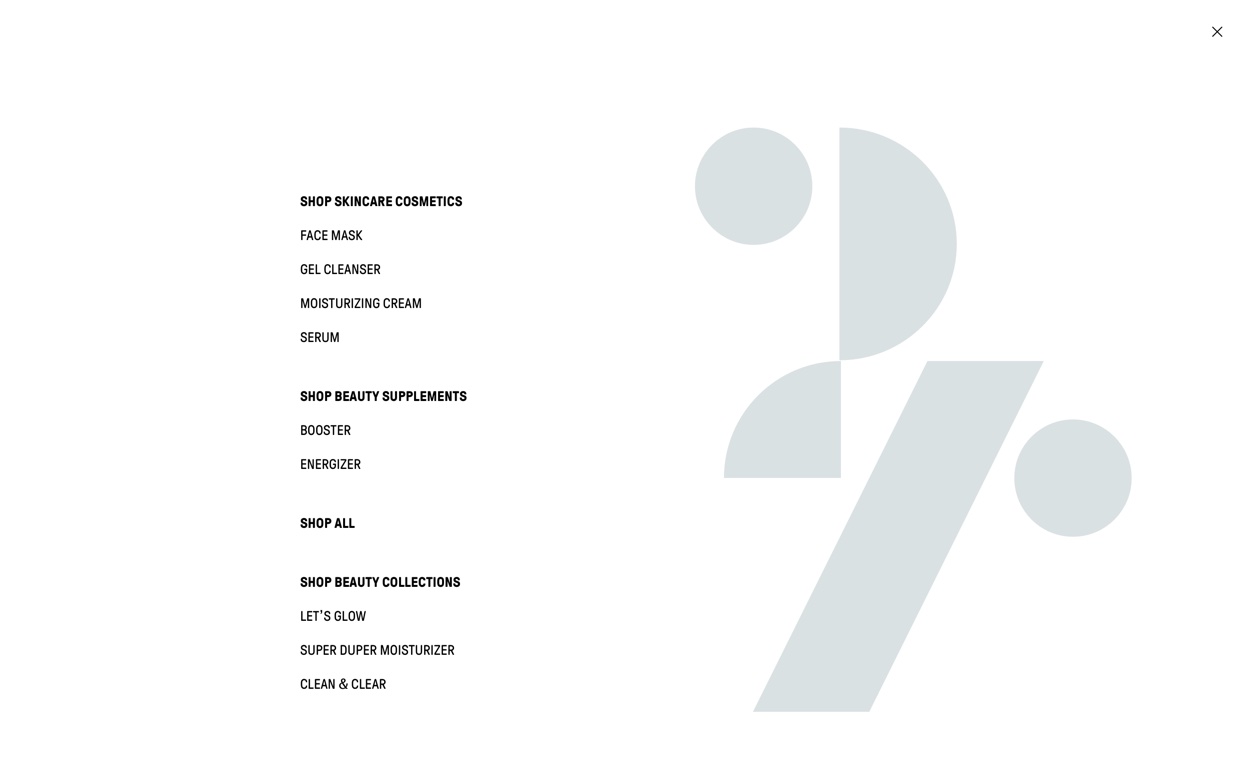 SHOP SKINCARE COSMETICS
FACE MASK
GEL CLEANSER
MOISTURIZING CREAM
SERUM
SHOP BEAUTY SUPPLEMENTS
BOOSTER
ENERGIZER
SHOP ALL
SHOP BEAUTY COLLECTIONS
LET’S GLOW
SUPER DUPER MOISTURIZER
CLEAN & CLEAR